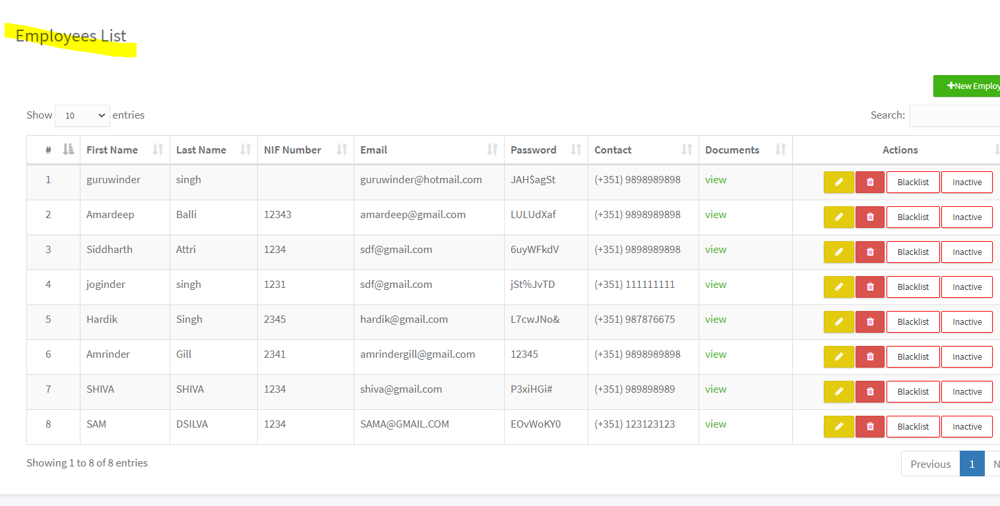 Employees List
New Employ
Show 10 entries Search:
# First Name Last Name NIF Number Email Password Contact Documents Actions
1 guruwinder singh guruwinder@hotmail.com JAH$agSt (+351) 9898989898 view Blacklist Inactive
2 Amardeep Balli 12343 amardeep@gmail.com LULUdXaf (+351) 9898989898 view Blacklist Inactive
3 Siddharth Attri 1234 sdf@gmail.com 6uyWFkdV (+351) 9898989898 view Blacklist Inactive
4 joginder singh 1231 sdf@gmail.com jSt%JvTD (+351) 111111111 view Blacklist Inactive
5 Hardik Singh 2345 hardik@gmail.com L7cwJNo& (+351) 987876675 view Blacklist Inactive
6 Amrinder Gill 2341 amrindergill@gmail.com 12345 (+351) 9898989898 view Blacklist Inactive
7 SHIVA SHIVA 1234 shiva@gmail.com P3xiHGi# (+351) 989898989 view Blacklist Inactive
8 SAM DSILVA 1234 SAMA@GMAIL.COM EOvWoKY0 (+351) 123123123 view Blacklist Inactive
Showing 1 to 8 of 8 entries Previous 1 N